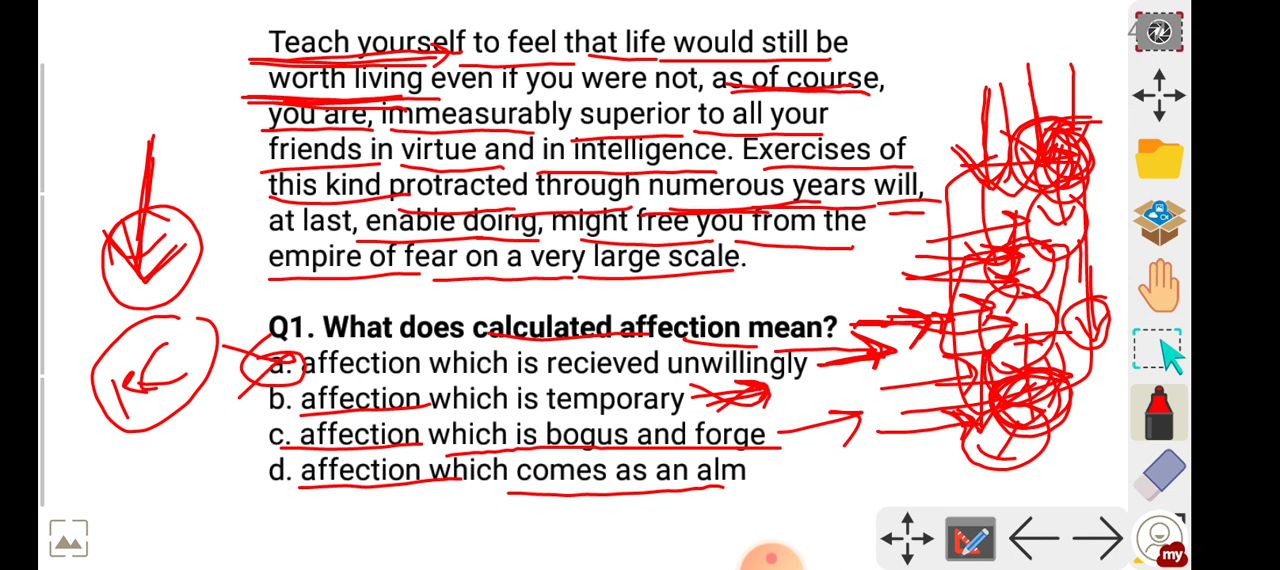 Teach yourself to feel that life would still be
worth living even if you were not, as of course,
you are, immeasurably superior to all your
friends in virtue and in intelligence. Exercises of
this kind protracted through numerous years will,
at last, enable doing, might free you from the
empire of fear on a very large scale.
Q1. What does calculated affection mean?
a. affection which is recieved unwillingly
b. affection which is temporary
c. affection which is bogus and forge
d. affection which comes as an alm
my